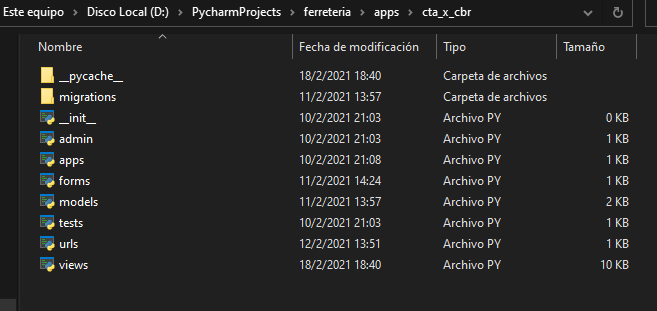 Este equipo > Disco Local (D:) > PycharmProjects > ferreteria > apps > cta_x_cbr
Nombre Fecha de modificación Tipo Tamaño
__pycache__ 18/2/2021 18:40 Carpeta de archivos
migrations 11/2/2021 13:57 Carpeta de archivos
__init__ 10/2/2021 21:03 Archivo PY 0 KB
admin 10/2/2021 21:03 Archivo PY 1 KB
apps 10/2/2021 21:08 Archivo PY 1 KB
forms 11/2/2021 14:24 Archivo PY 1 KB
models 11/2/2021 13:57 Archivo PY 2 KB
tests 10/2/2021 21:03 Archivo PY 1 KB
urls 12/2/2021 13:51 Archivo PY 1 KB
views 18/2/2021 18:40 Archivo PY 10 KB